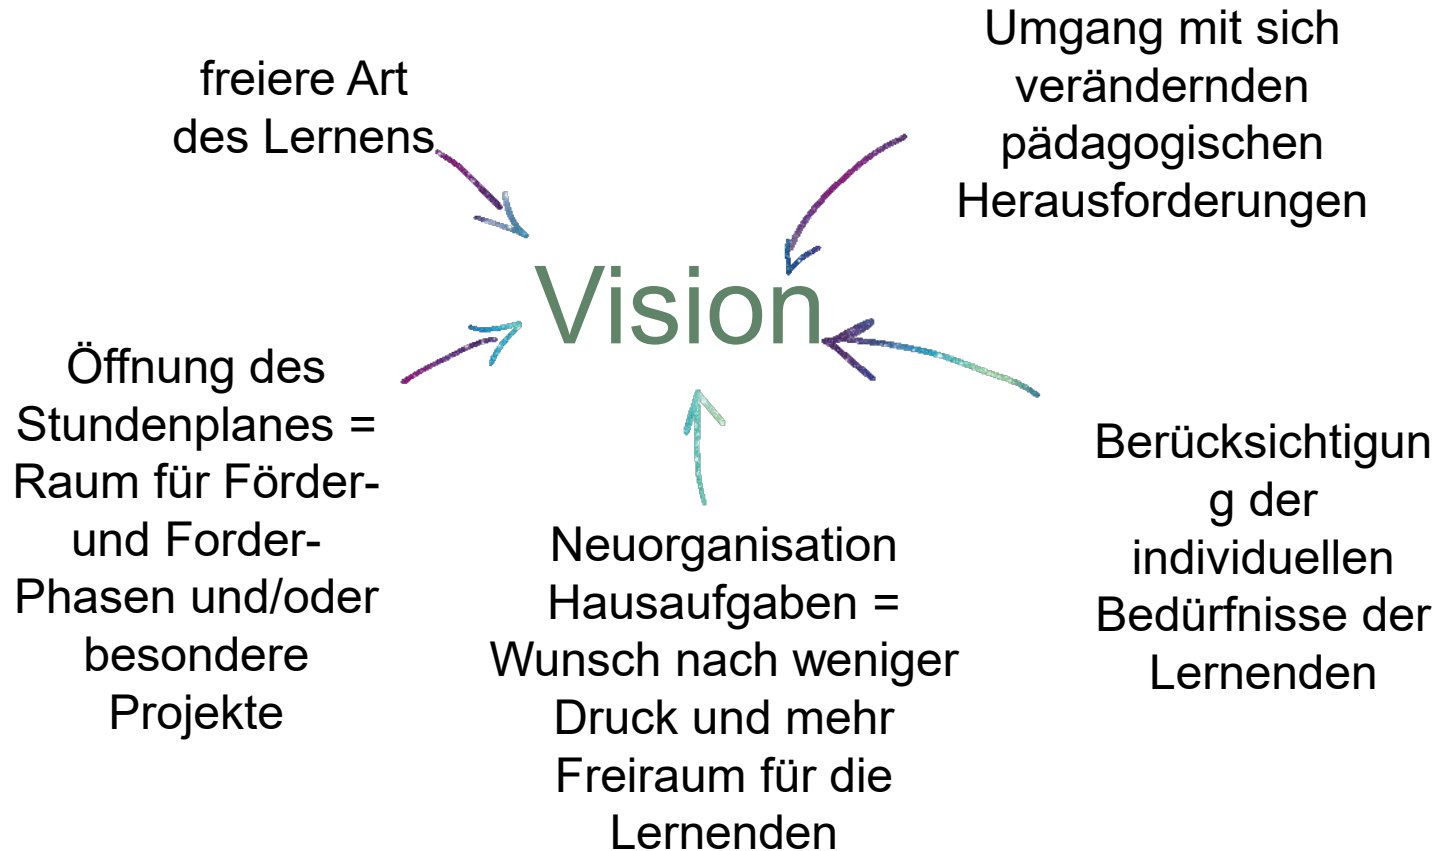 freiere Art
des Lernens
Umgang mit sich
verändernden
pädagogischen
Herausforderungen
Vision
Öffnung des
Stundenplanes =
Raum für Förder-
und Forder-
Phasen und/oder
besondere
Projekte
Neuorganisation
Hausaufgaben =
Wunsch nach weniger
Druck und mehr
Freiraum für die
Lernenden
Berücksichtigun
g der
individuellen
Bedürfnisse der
Lernenden